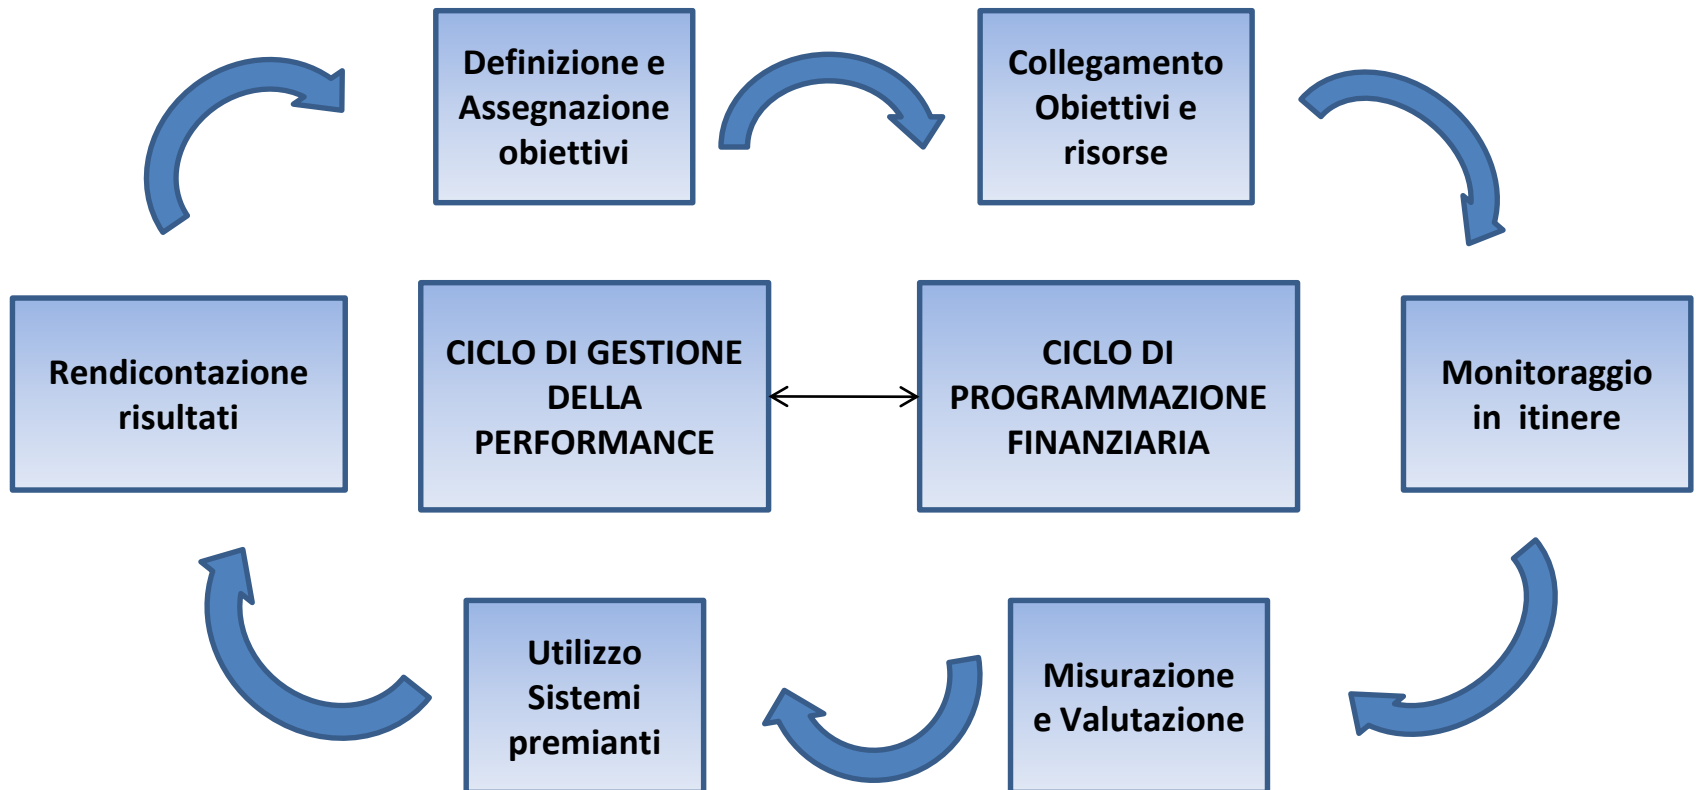 Definizione e
Assegnazione
obiettivi
Collegamento
Obiettivi e
risorse
Rendicontazione
risultati
CICLO DI GESTIONE
DELLA
PERFORMANCE
CICLO DI
PROGRAMMAZIONE
FINANZIARIA
Monitoraggio
in  itinere
Utilizzo
Sistemi
premianti
Misurazione
e Valutazione